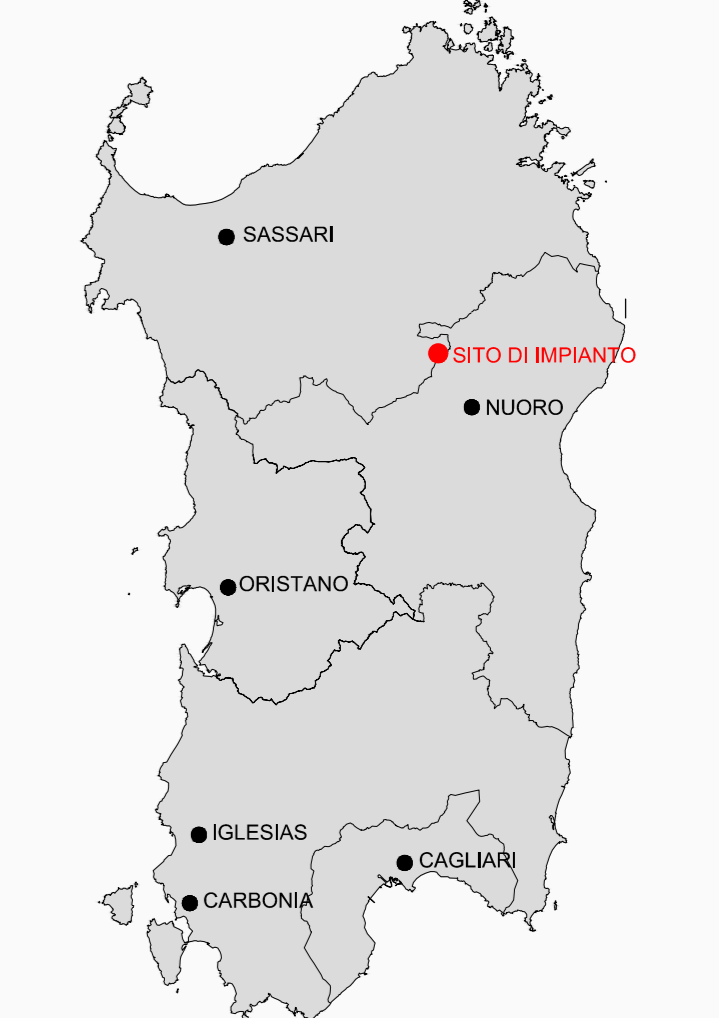 SASSARI
SITO DI IMPIANTO
NUORO
ORISTANO
IGLESIAS
CAGLIARI
CARBONIA